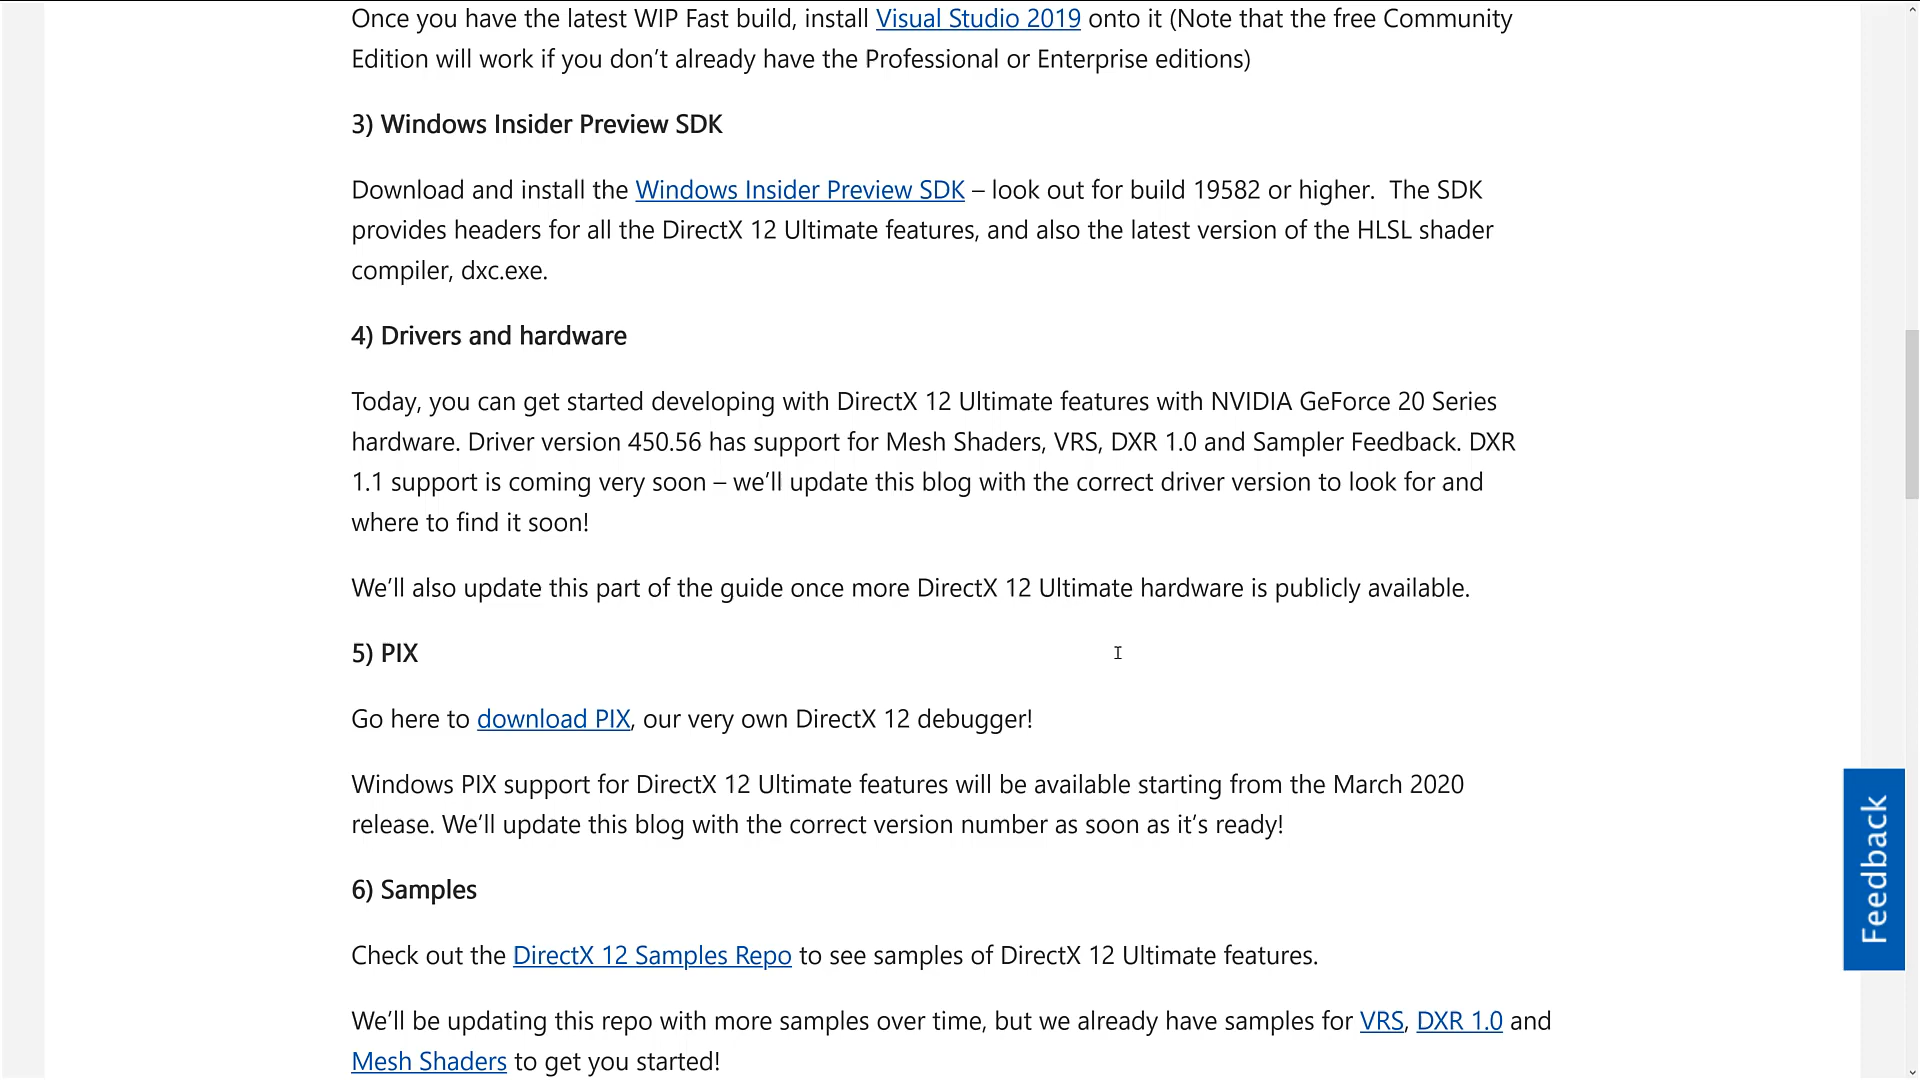 Once you have the latest WIP Fast build, install Visual Studio 2019 onto it (Note that the free Community
Edition will work if you don’t already have the Professional or Enterprise editions)
3) Windows Insider Preview SDK
Download and install the Windows Insider Preview SDK – look out for build 19582 or higher.  The SDK
provides headers for all the DirectX 12 Ultimate features, and also the latest version of the HLSL shader
compiler, dxc.exe.
4) Drivers and hardware
Today, you can get started developing with DirectX 12 Ultimate features with NVIDIA GeForce 20 Series
hardware. Driver version 450.56 has support for Mesh Shaders, VRS, DXR 1.0 and Sampler Feedback. DXR
1.1 support is coming very soon – we’ll update this blog with the correct driver version to look for and
where to find it soon!
We’ll also update this part of the guide once more DirectX 12 Ultimate hardware is publicly available.
5) PIX
Go here to download PIX, our very own DirectX 12 debugger!
Windows PIX support for DirectX 12 Ultimate features will be available starting from the March 2020
release. We’ll update this blog with the correct version number as soon as it’s ready!
Feedback
6) Samples
Check out the DirectX 12 Samples Repo to see samples of DirectX 12 Ultimate features.
We’ll be updating this repo with more samples over time, but we already have samples for VRS, DXR 1.0 and
Mesh Shaders to get you started!